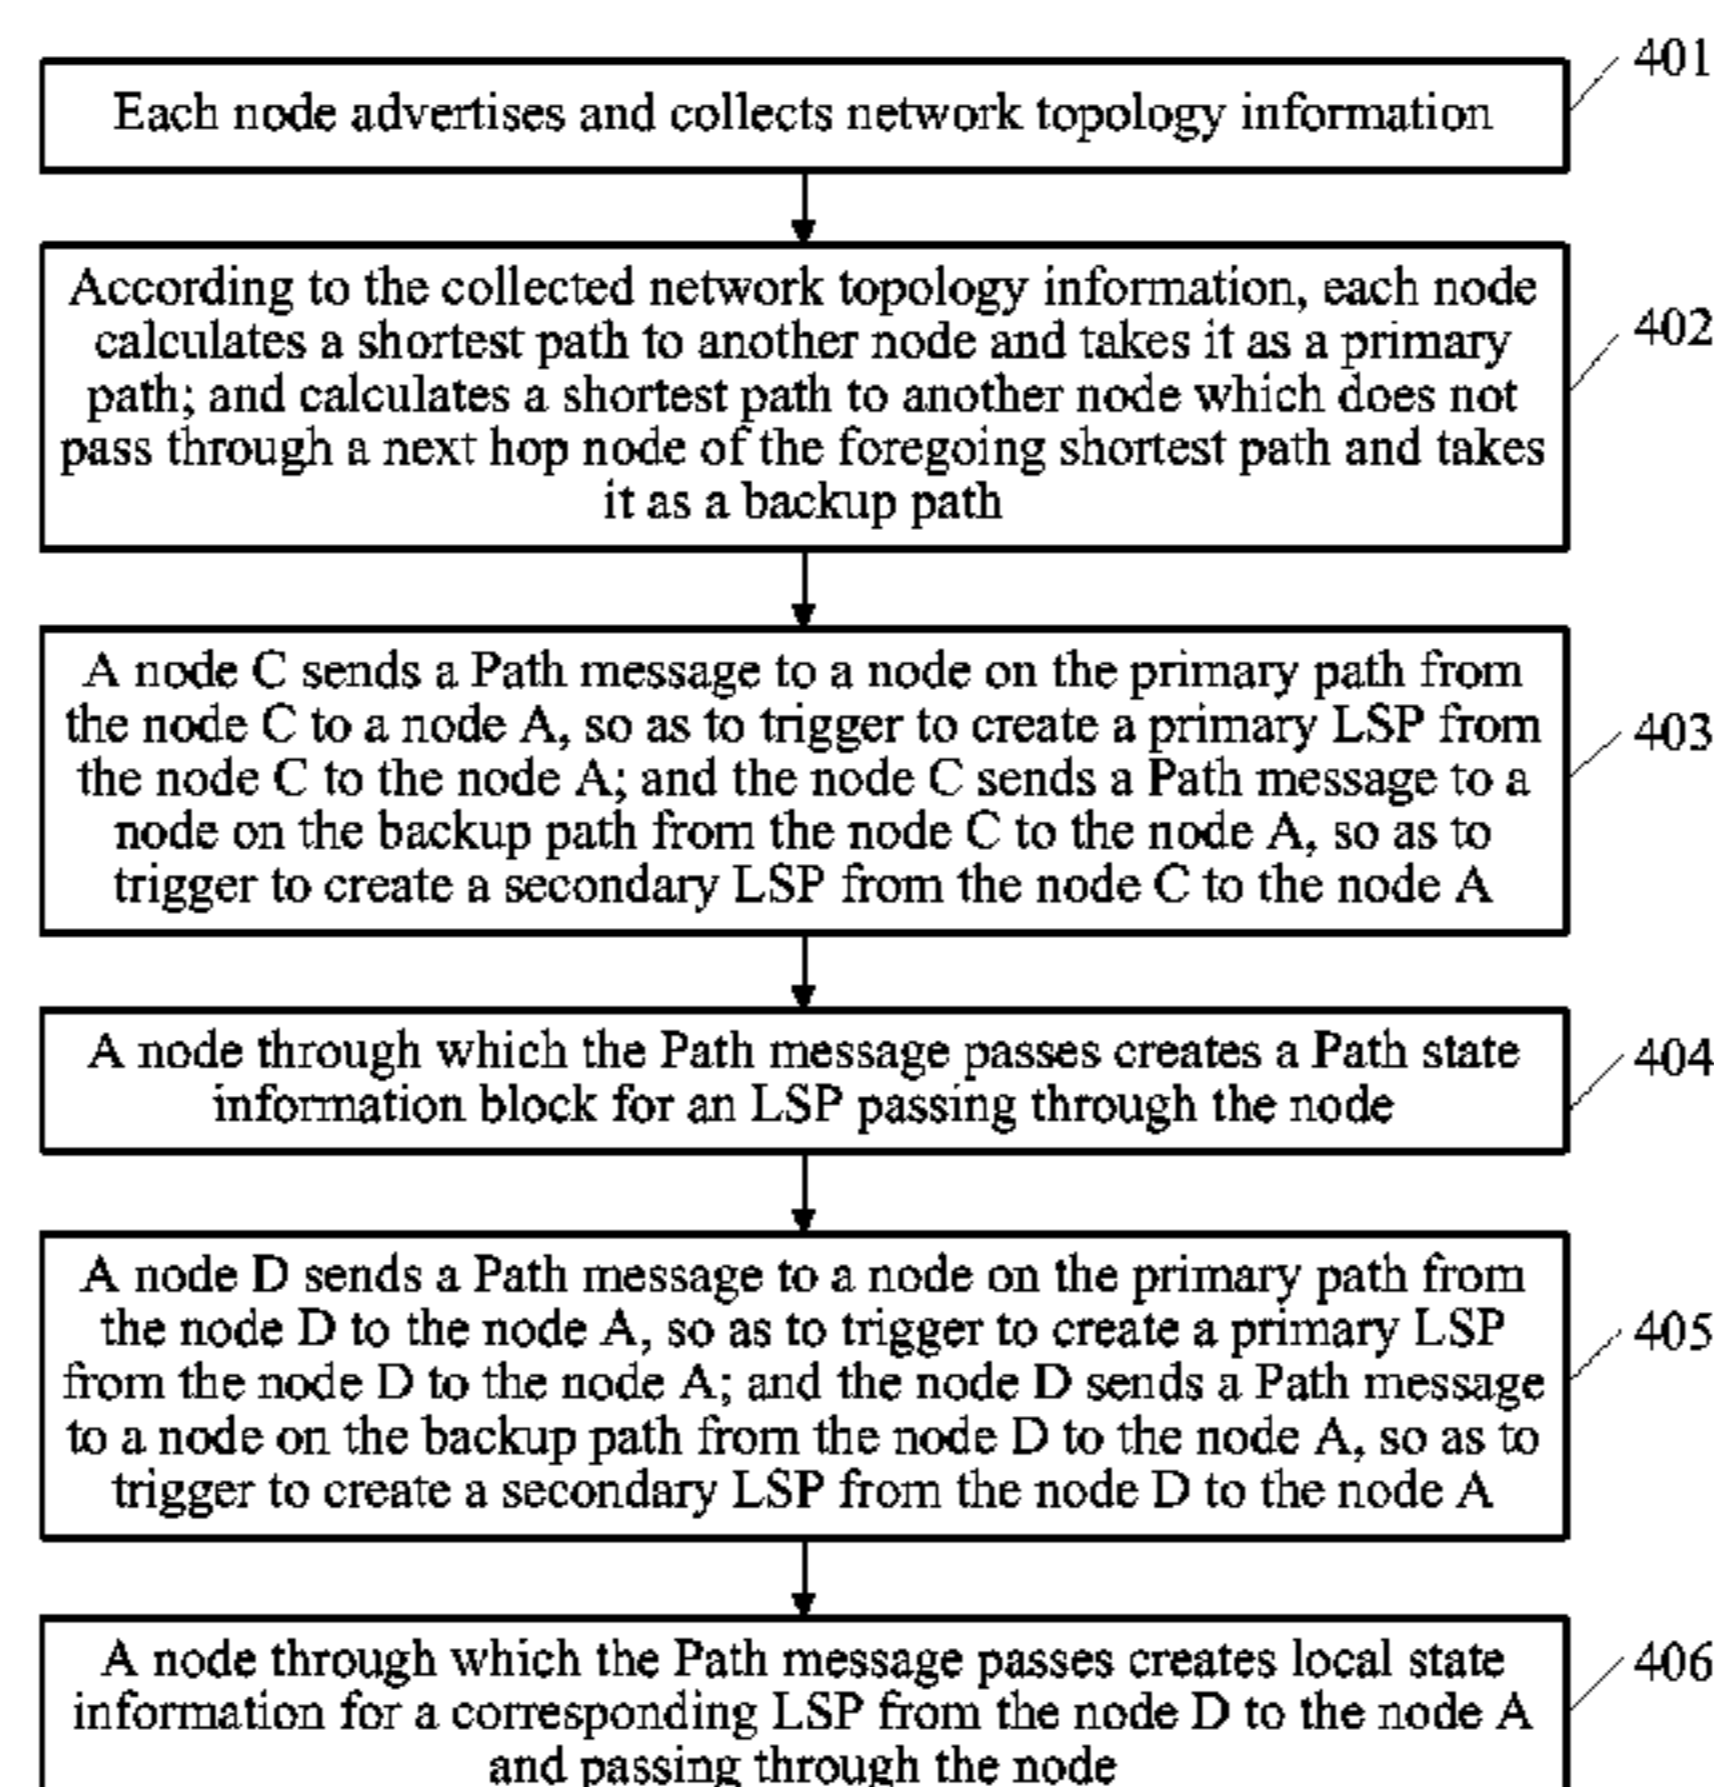 401
Each node advertises and collects network topology information
According to the collected network topology information, each node
calculates a shortest path to another node and takes it as a primary
path; and calculates a shortest path to another node which does not
pass through a next hop node of the foregoing shortest path and takes
it as a backup path
402
A node C sends a Path message to a node on the primary path from
the node C to a node A, so as to trigger to create a primary LSP from
the node C to the node A; and the node C sends a Path message to a
node on the backup path from the node C to the node A, so as to
trigger to create a secondary LSP from the node C to the node A
403
A node through which the Path message passes creates a Path state
information block for an LSP passing through the node
404
A node D sends a Path message to a node on the primary path from
the node D to the node A, so as to trigger to create a primary LSP
from the node D to the node A; and the node D sends a Path message
to a node on the backup path from the node D to the node A, so as to
trigger to create a secondary LSP from the node D to the node A
405
A node through which the Path message passes creates local state
information for a corresponding LSP from the node D to the node A
and passing through the node
406